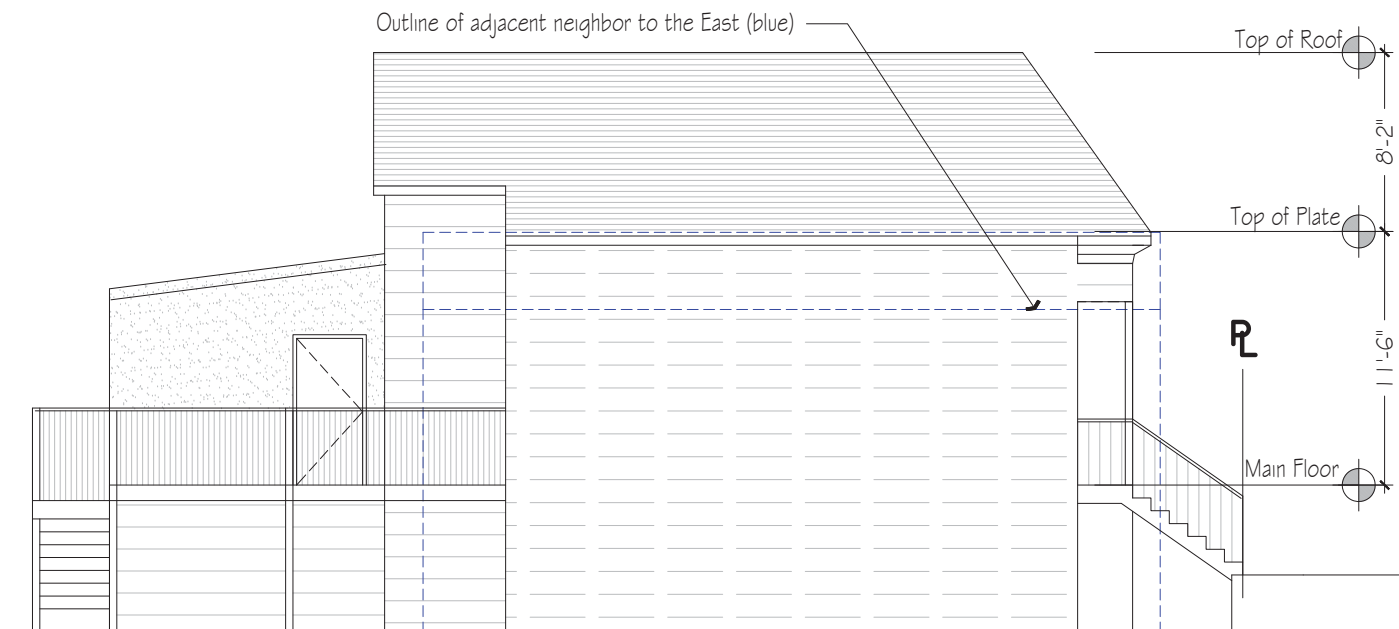 Outline of adjacent neighbor to the East (blue)
Top of Roof
8'-2"
Top of Plate
11'-6"
PL
Main Floor